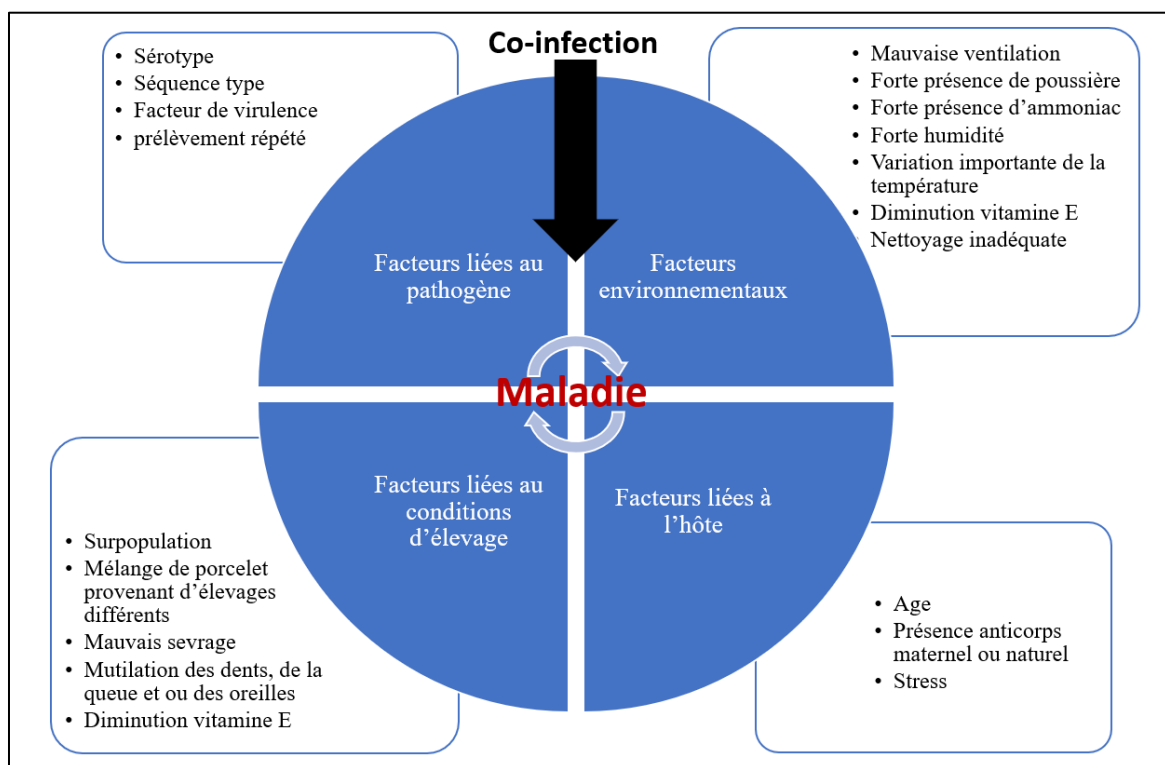 Co-infection
• Sérotype
• Séquence type
• Facteur de virulence
• prélèvement répété
• Mauvaise ventilation
• Forte présence de poussière
• Forte présence d’ammoniac
• Forte humidité
• Variation importante de la
température
• Diminution vitamine E
• Nettoyage inadéquate
Facteurs liées au
pathogène
Facteurs
environnementaux
Maladie
Facteurs liées au
conditions
d’élevage
Facteurs liées à
l’hôte
• Surpopulation
• Mélange de porcelet
provenant d’élevages
différents
• Mauvais sevrage
• Mutilation des dents, de la
queue et ou des oreilles
• Diminution vitamine E
• Age
• Présence anticorps
maternel ou naturel
• Stress